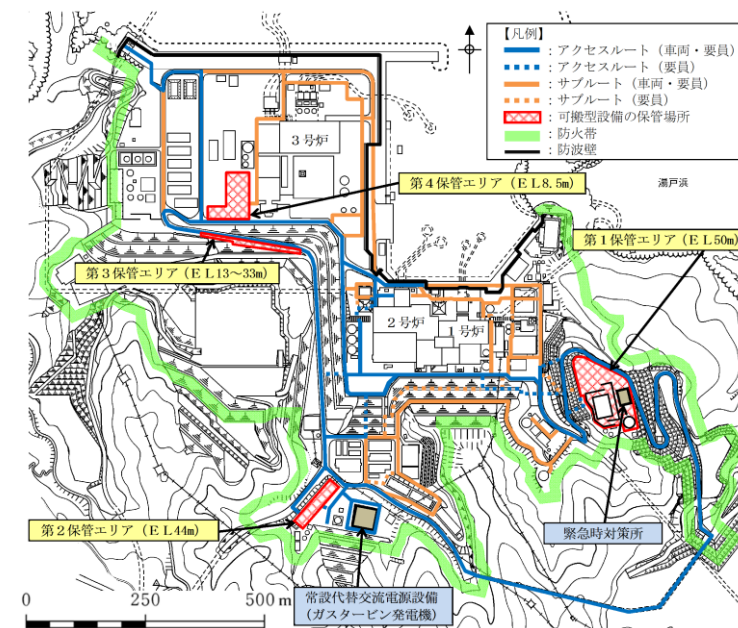 【凡例】
：アクセスルート（車両・要員）
：アクセスルート（要員）
：サブルート（車両・要員）
：サブルート（要員）
：可搬型設備の保管場所
：防火帯
：防波壁
3号炉
第4保管エリア（EL8.5m）
湯戸浜
第1保管エリア（EL50m）
第3保管エリア（EL13～33m）
2号炉
1号炉
第2保管エリア（EL44m）
緊急時対策所
常設代替交流電源設備
（ガスタービン発電機）
0 250 500m